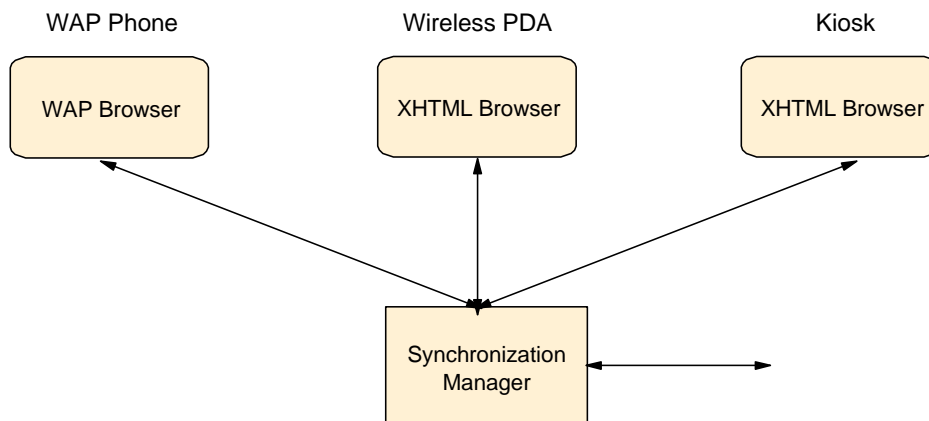 WAP Phone
Wireless PDA
Kiosk
WAP Browser
XHTML Browser
XHTML Browser
Synchronization
Manager